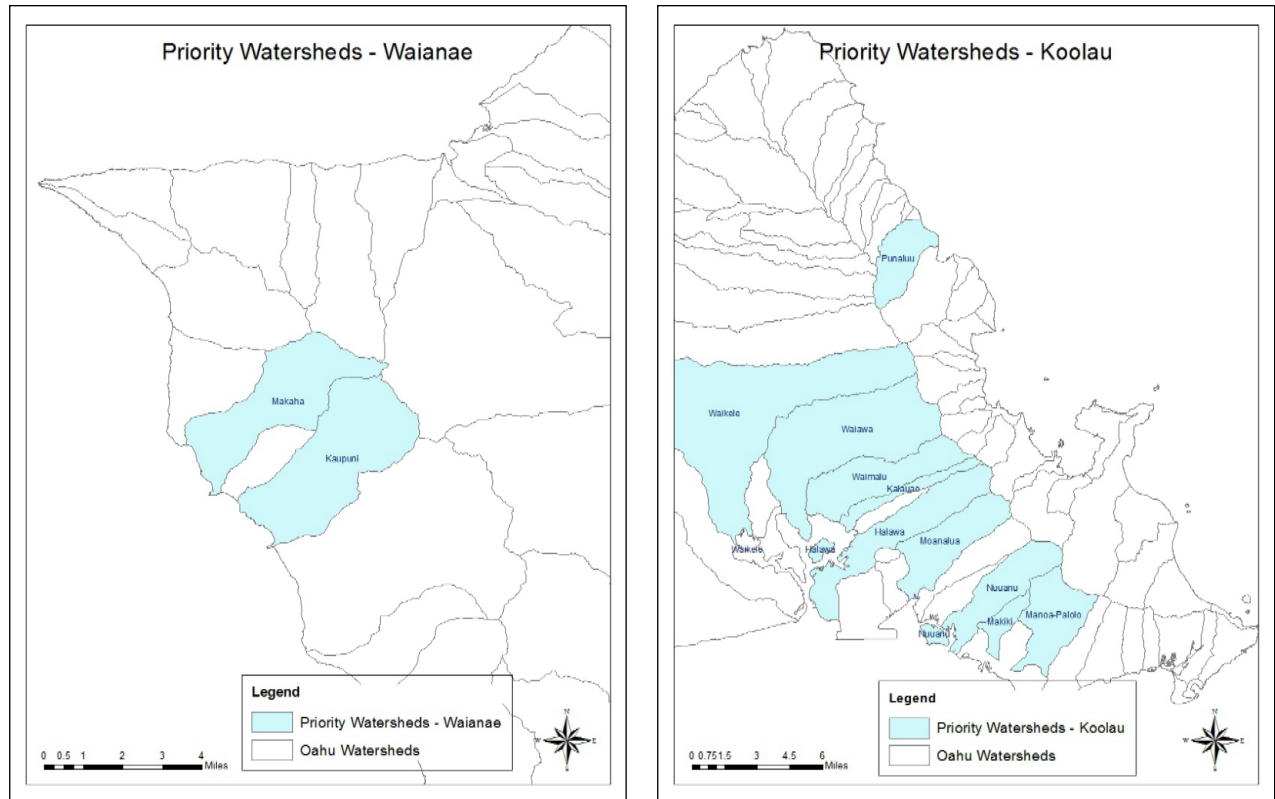 Priority Watersheds - Waianae
Makaha
Kaupuni
Legend
Priority Watersheds - Waianae
Oahu Watersheds
N
W E
S
0 0.5 1 2 3 4
Miles
Priority Watersheds - Koolau
Punaluu
Waikele
Waiawa
Waimalu
Kalauao
Halawa
Waikele
Halawa
Moanalua
Nuuanu
Manoa-Palolo
Makiki
Nuuanu
Legend
Priority Watersheds - Koolau
Oahu Watersheds
N
W E
S
0 0.75 1.5 3 4.5 6
Miles